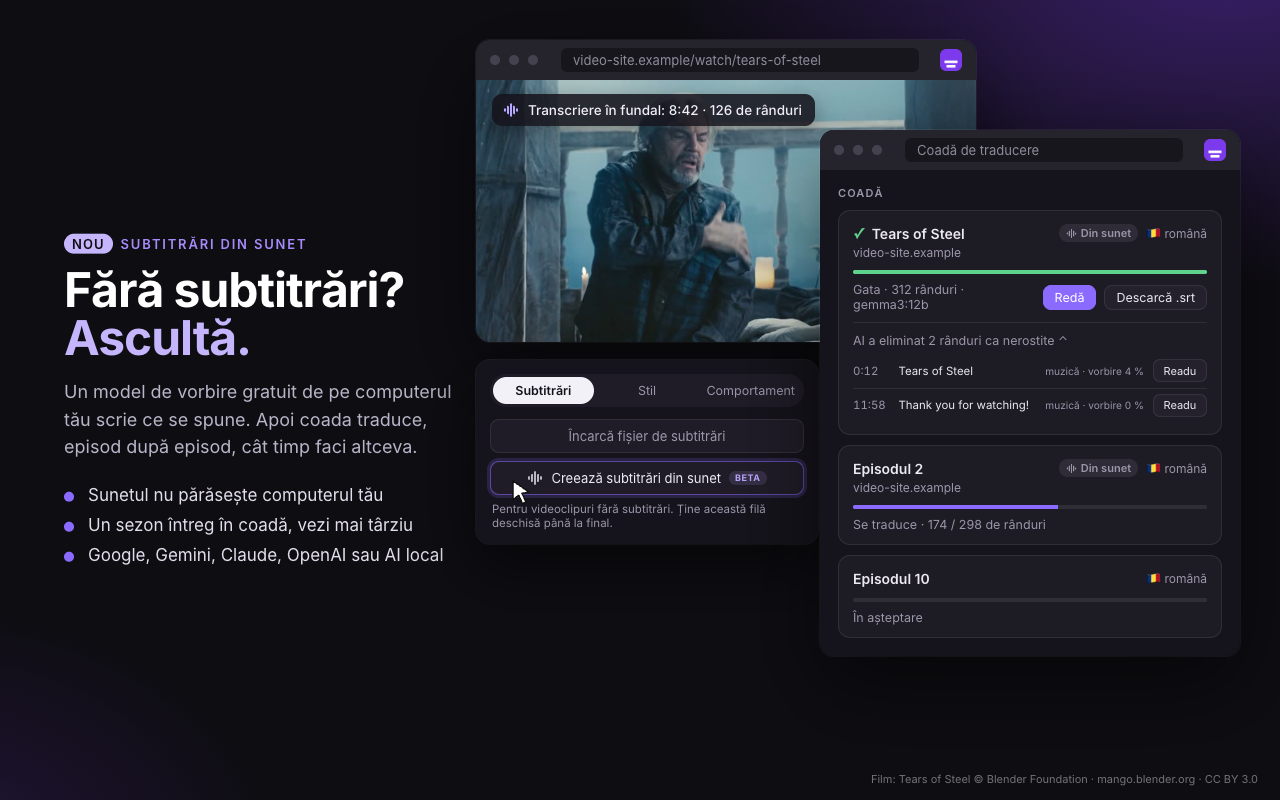 NOU SUBTITRĂRI DIN SUNET
Fără subtitrări?
Ascultă.
Un model de vorbire gratuit de pe computerul
tău scrie ce se spune. Apoi coada traduce,
episod după episod, cât timp faci altceva.
Sunetul nu părăsește computerul tău
Un sezon întreg în coadă, vezi mai târziu
Google, Gemini, Claude, OpenAI sau AI local
video-site.example/watch/tears-of-steel
Transcriere în fundal: 8:42 · 126 de rânduri
Subtitrări Stil Comportament
Încarcă fișier de subtitrări
Creează subtitrări din sunet BETA
Pentru videoclipuri fără subtitrări. Ține această filă
deschisă până la final.
Coadă de traducere
COADĂ
✓ Tears of Steel Din sunet 🇷🇴 română
video-site.example
Gata · 312 rânduri ·
gemma3:12b
Redă Descarcă .srt
AI a eliminat 2 rânduri ca nerostite ^
0:12 Tears of Steel muzică · vorbire 4 % Readu
11:58 Thank you for watching! muzică · vorbire 0 % Readu
Episodul 2 Din sunet 🇷🇴 română
video-site.example
Se traduce · 174 / 298 de rânduri
Episodul 10 🇷🇴 română
În așteptare
Film: Tears of Steel © Blender Foundation · mango.blender.org · CC BY 3.0